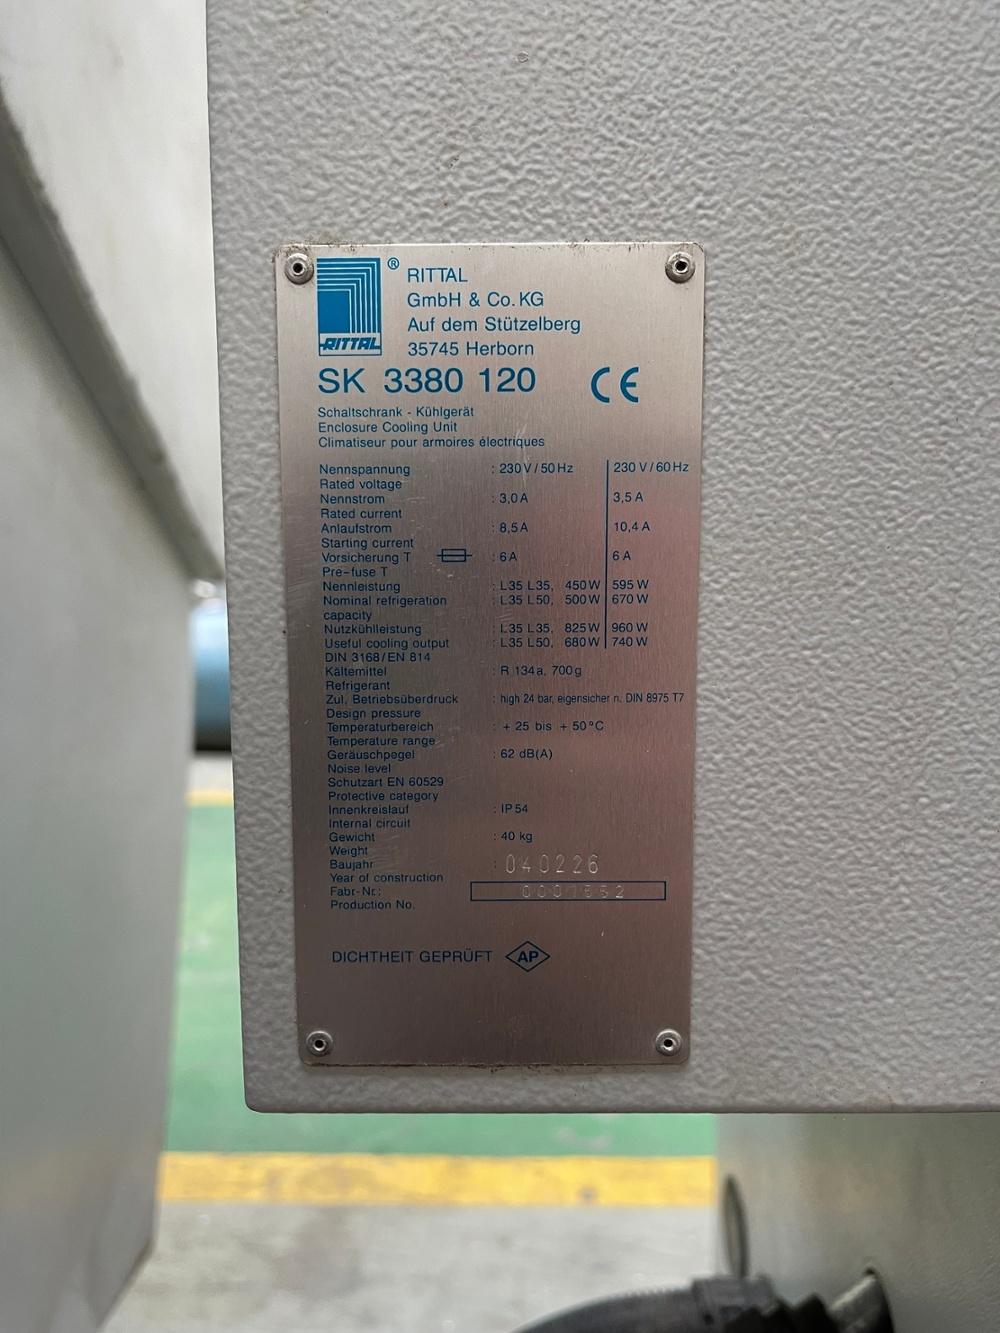 ® RITTAL
GmbH & Co. KG
Auf dem Stützelberg
35745 Herborn
RITTAL
SK 3380 120 CE
Schaltschrank - Kühlgerät
Enclosure Cooling Unit
Climatiseur pour armoires électriques
Nennspannung : 230 V / 50 Hz 230 V / 60 Hz
Rated voltage
Nennstrom : 3,0 A 3,5 A
Rated current
Anlaufstrom : 8,5 A 10,4 A
Starting current
Vorsicherung T : 6 A 6 A
Pre-fuse T
Nennleistung : L35 L35, 450 W 595 W
Nominal refrigeration : L35 L50, 500 W 670 W
capacity
Nutzkühlleistung : L35 L35, 825 W 960 W
Useful cooling output : L35 L50, 680 W 740 W
DIN 3168/EN 814
Kältemittel : R 134a, 700 g
Refrigerant
Zul. Betriebsüberdruck : high 24 bar, eigensicher n. DIN 8975 T7
Design pressure
Temperaturbereich : + 25 bis + 50 °C
Temperature range
Geräuschpegel : 62 dB(A)
Noise level
Schutzart EN 60529
Protective category
Innenkreislauf : IP 54
Internal circuit
Gewicht : 40 kg
Weight
Baujahr : 040226
Year of construction
Fabr-Nr.:
Production No.
DICHTHEIT GEPRÜFT AP